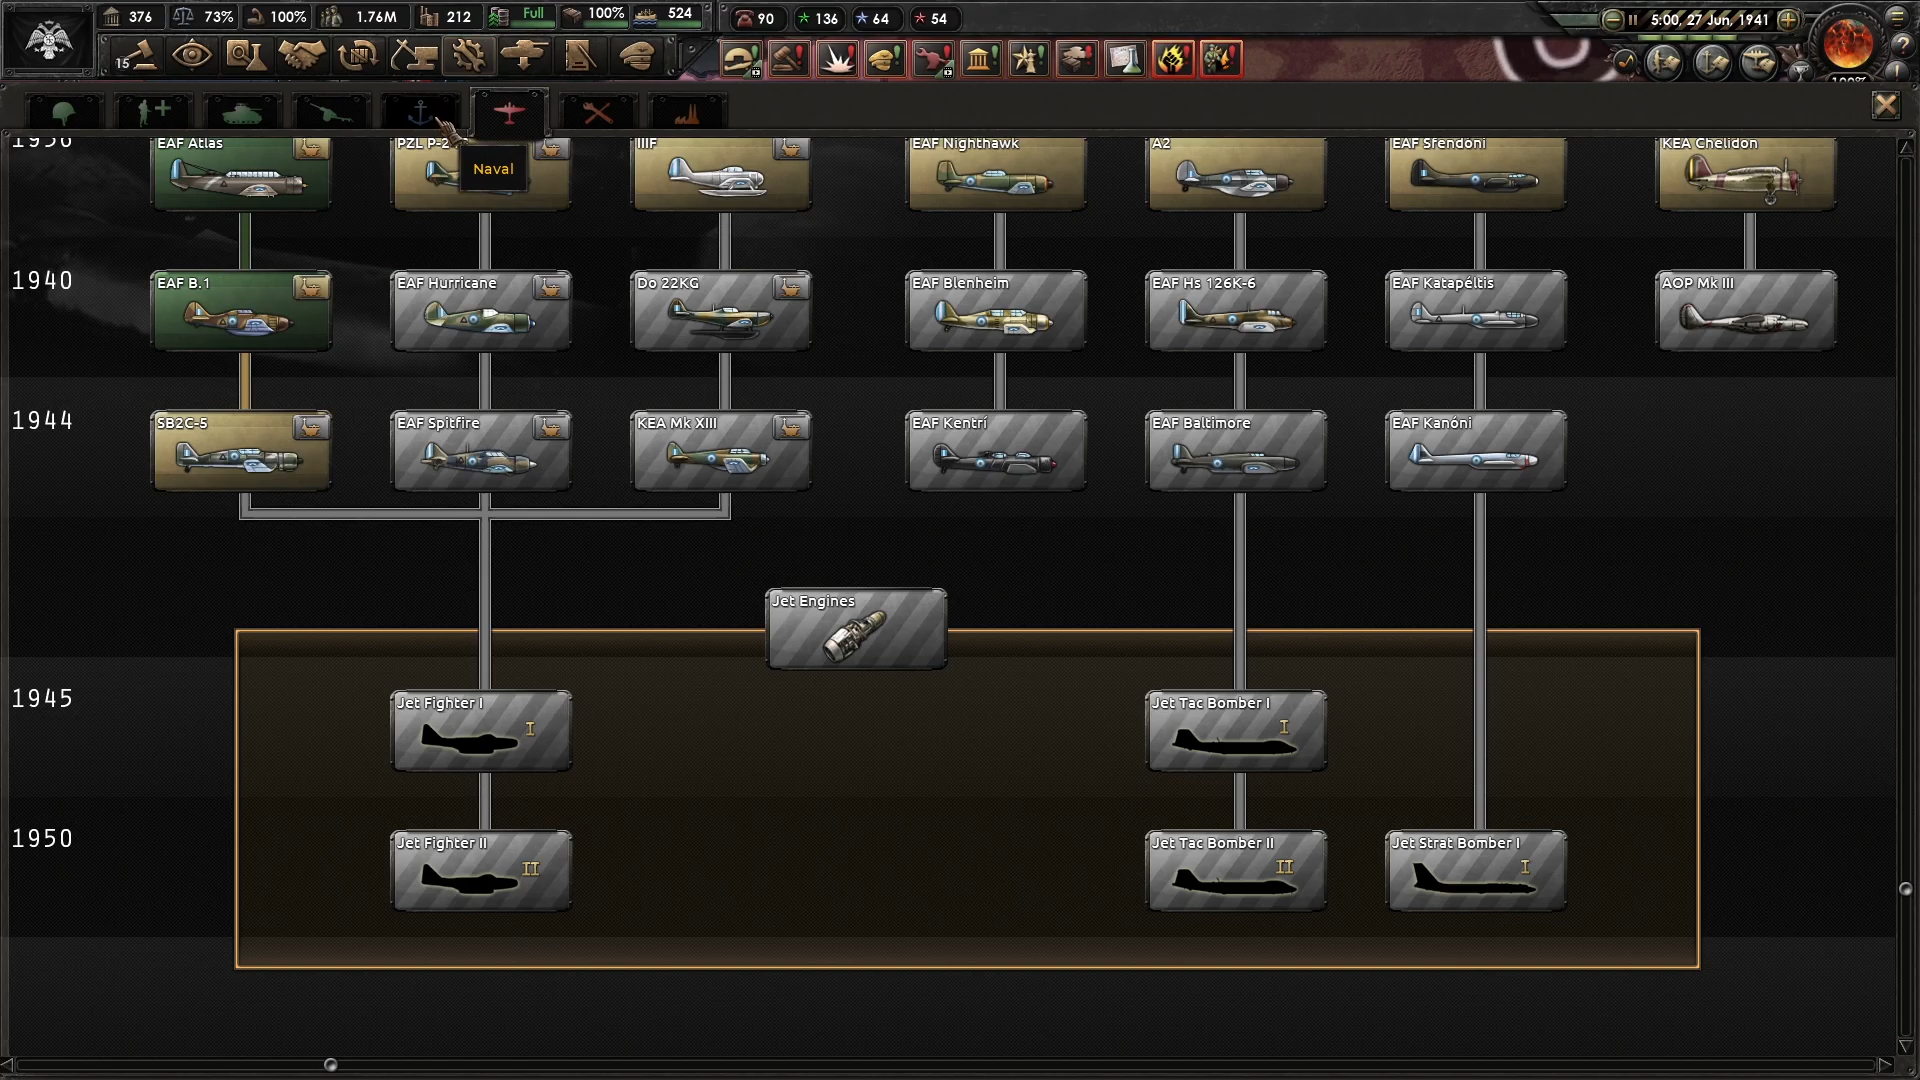 376
73%
100%
1.76M
212
Full
100%
524
90
136
64
54
5:00, 27 Jun, 1941
15
100%
1936
EAF Atlas
PZL P-2
IIIF
EAF Nighthawk
A2
EAF Sfendoni
KEA Chelidon
Naval
1940
EAF B.1
EAF Hurricane
Do 22KG
EAF Blenheim
EAF Hs 126K-6
EAF Katapéltis
AOP Mk III
1944
SB2C-5
EAF Spitfire
KEA Mk XIII
EAF Kentrí
EAF Baltimore
EAF Kanóni
Jet Engines
1945
Jet Fighter I
I
Jet Tac Bomber I
I
1950
Jet Fighter II
II
Jet Tac Bomber II
II
Jet Strat Bomber I
I